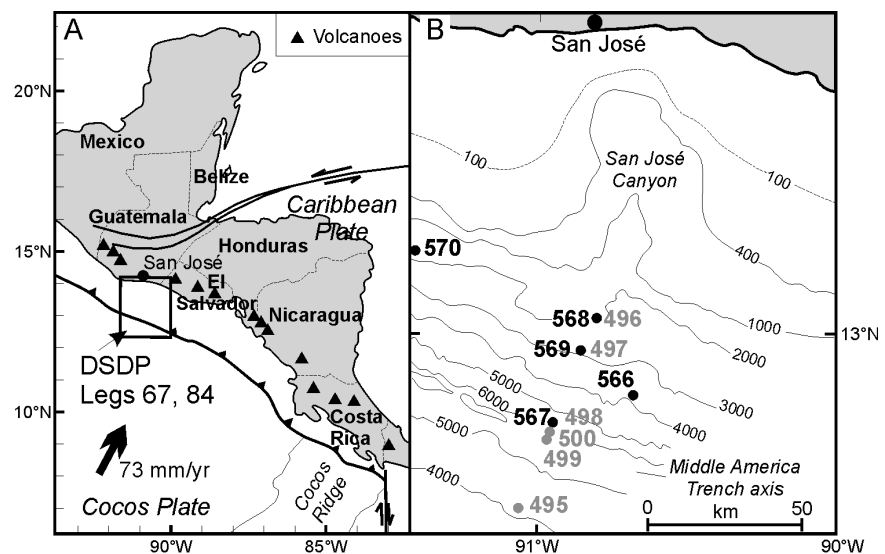 A
▲ Volcanoes
20°N
15°N
10°N
90°W
85°W
Mexico
Belize
Guatemala
Caribbean
Plate
Honduras
San José
El
Salvador
Nicaragua
DSDP
Legs 67, 84
Costa
Rica
73 mm/yr
Cocos Plate
Cocos
Ridge
B
San José
100
San José
Canyon
100
400
570
568 496
1000
13°N
569 497
2000
566
5000
6000
3000
567 498
4000
5000
500
499
4000
Middle America
Trench axis
495
0 50
km
91°W
90°W